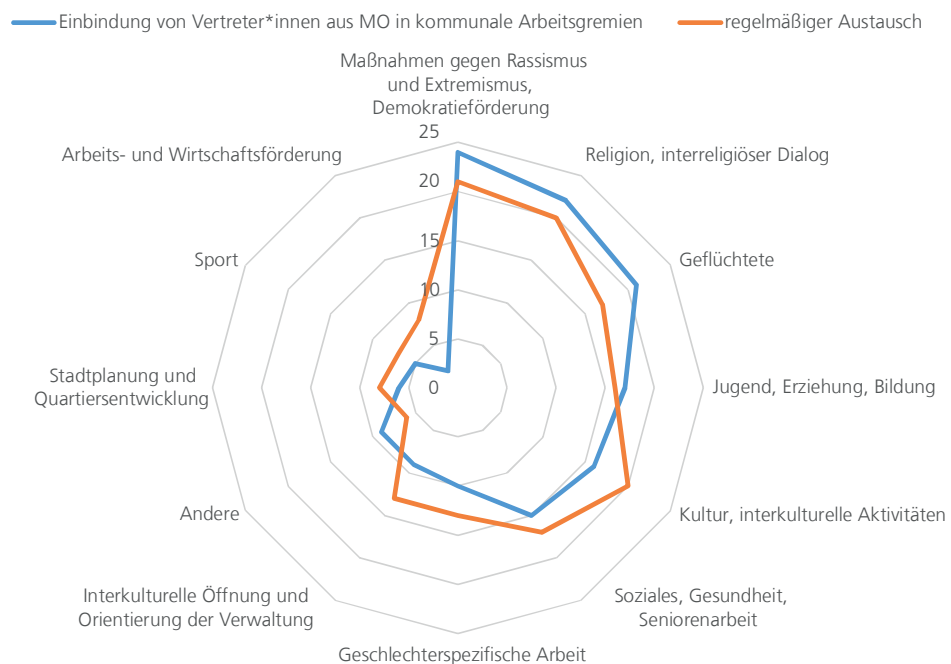 Einbindung von Vertreter*innen aus MO in kommunale Arbeitsgremien
regelmäßiger Austausch
Maßnahmen gegen Rassismus
und Extremismus,
Demokratieförderung
Religion, interreligiöser Dialog
Geflüchtete
Jugend, Erziehung, Bildung
Kultur, interkulturelle Aktivitäten
Soziales, Gesundheit,
Seniorenarbeit
Geschlechterspezifische Arbeit
Interkulturelle Öffnung und
Orientierung der Verwaltung
Andere
Stadtplanung und
Quartiersentwicklung
Sport
Arbeits- und Wirtschaftsförderung
25
20
15
10
5
0